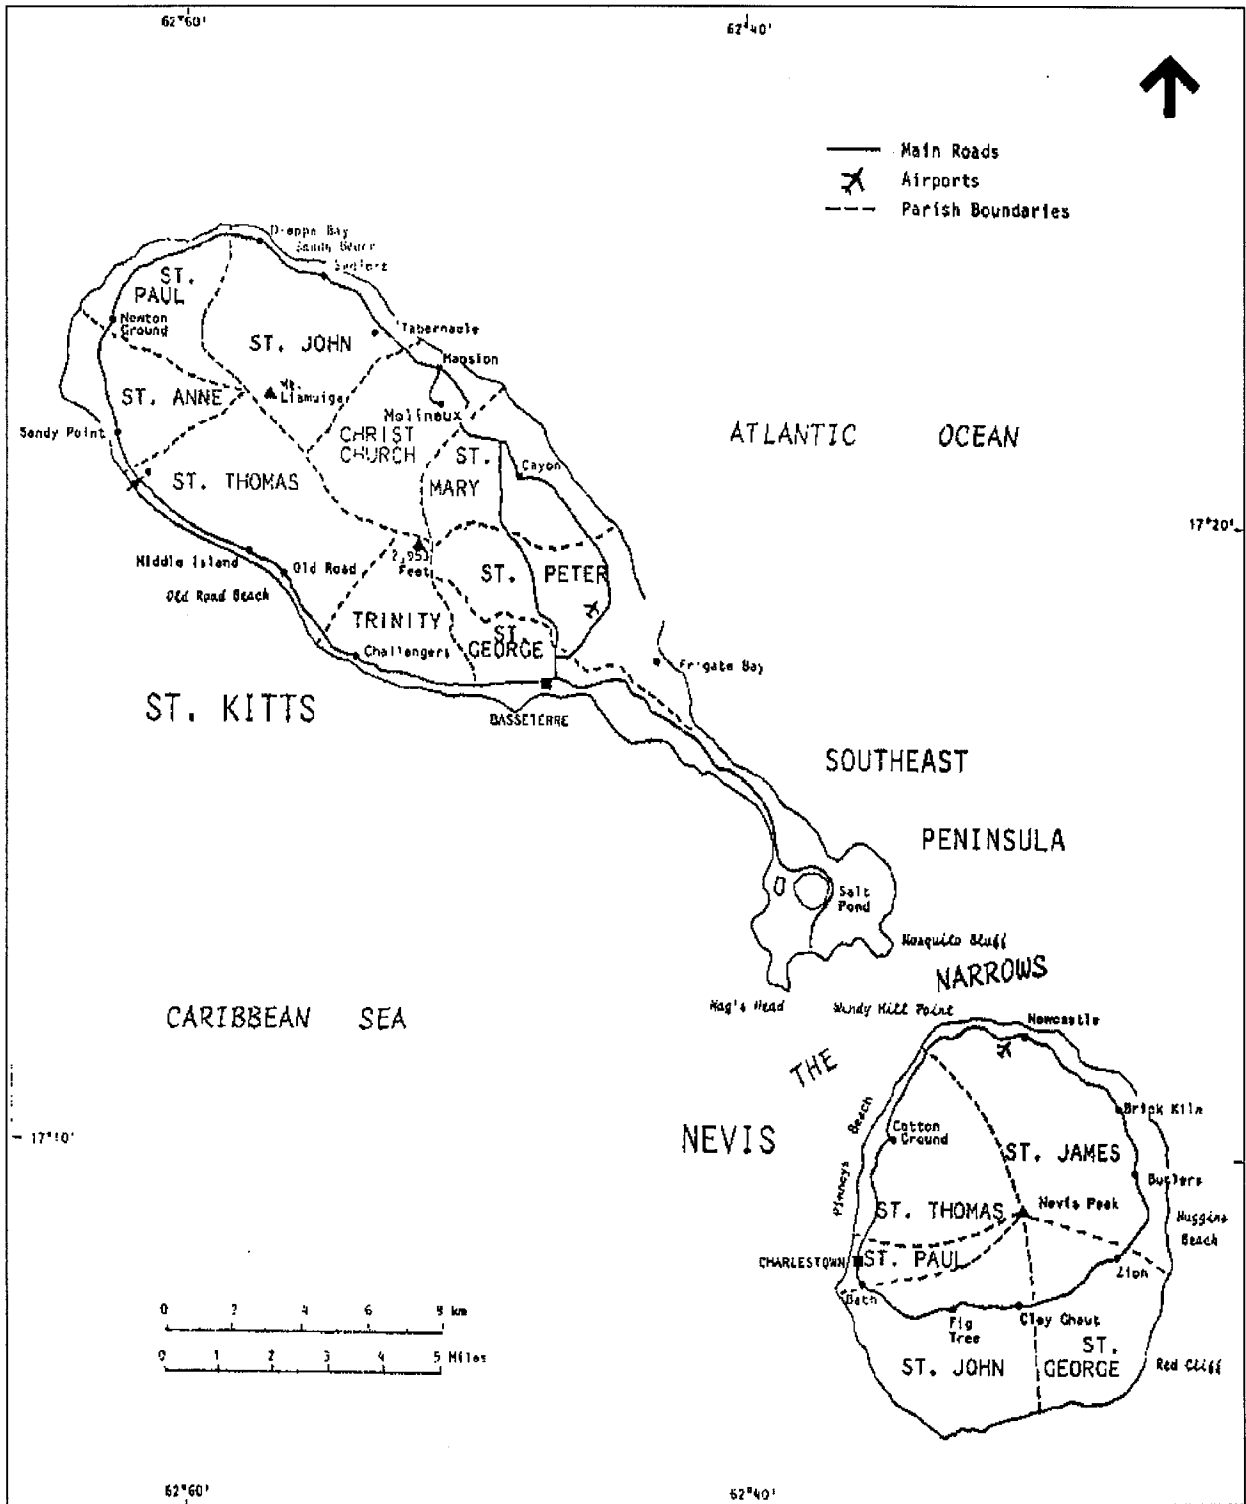 62°60'
62°40'
Main Roads
Airports
Parish Boundaries
Dieppe Bay
Sandy
ST.
PAUL
Newton
Ground
ST. JOHN
Tabernacle
Mansion
ST. ANNE
Mt.
Liamuiga
Molineux
CHRIST
CHURCH
Sandy Point
ST.
MARY
Cayon
ATLANTIC OCEAN
ST. THOMAS
17°20'
Middle Island
Old Road
Old Road Beach
Feet
ST. PETER
TRINITY
Challengers
ST.
GEORGE
Frigate Bay
ST. KITTS
BASSETERRE
SOUTHEAST
PENINSULA
Salt
Pond
Mosquito Bluff
NARROWS
Nag's Head
Windy Hill Point
Newcastle
CARIBBEAN SEA
THE
Pinneys Beach
Brick Kiln
17°10'
NEVIS
Cotton
Ground
ST. JAMES
Butlers
Nevis Peak
ST. THOMAS
Huggins
Beach
CHARLESTOWN
ST. PAUL
Zion
Bath
Fig
Tree
Clay Ghaut
ST. JOHN
ST.
GEORGE
Red Cliff
0 2 4 6 8 km
0 1 2 3 4 5 Miles
62°60'
62°40'